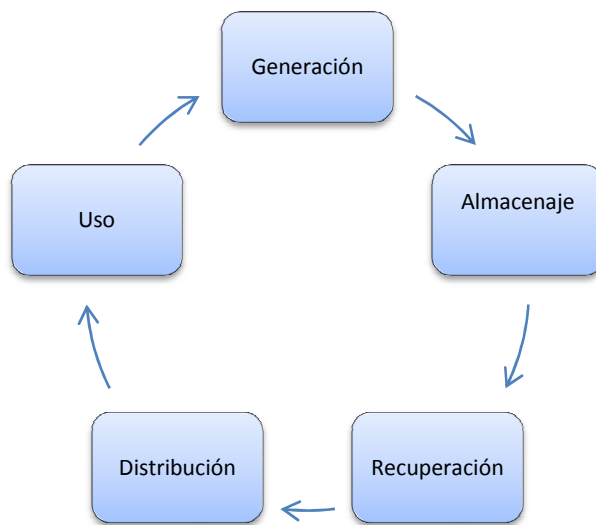 Generación
Almacenaje
Recuperación
Distribución
Uso